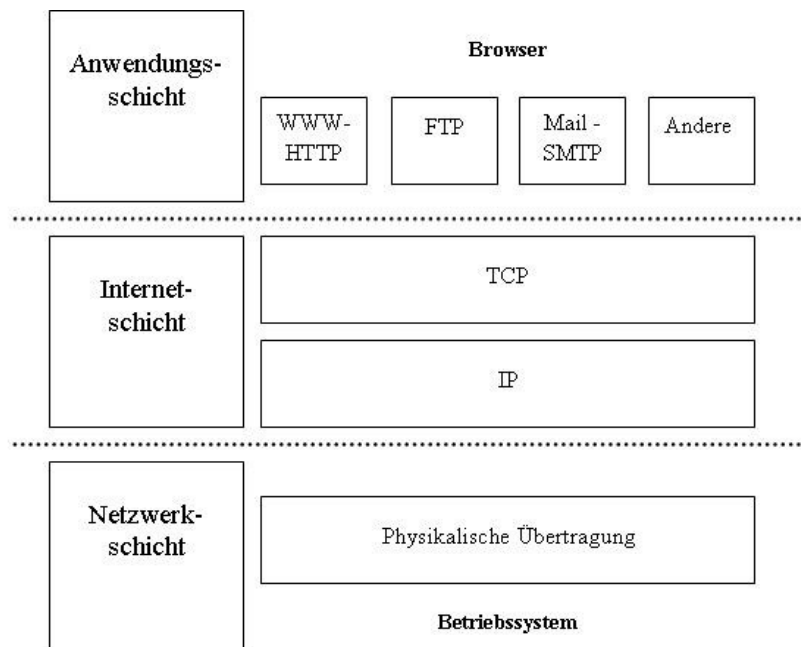 Anwendungs-
schicht
Browser
WWW-
HTTP
FTP
Mail -
SMTP
Andere
Internet-
schicht
TCP
IP
Netzwerk-
schicht
Physikalische Übertragung
Betriebssystem